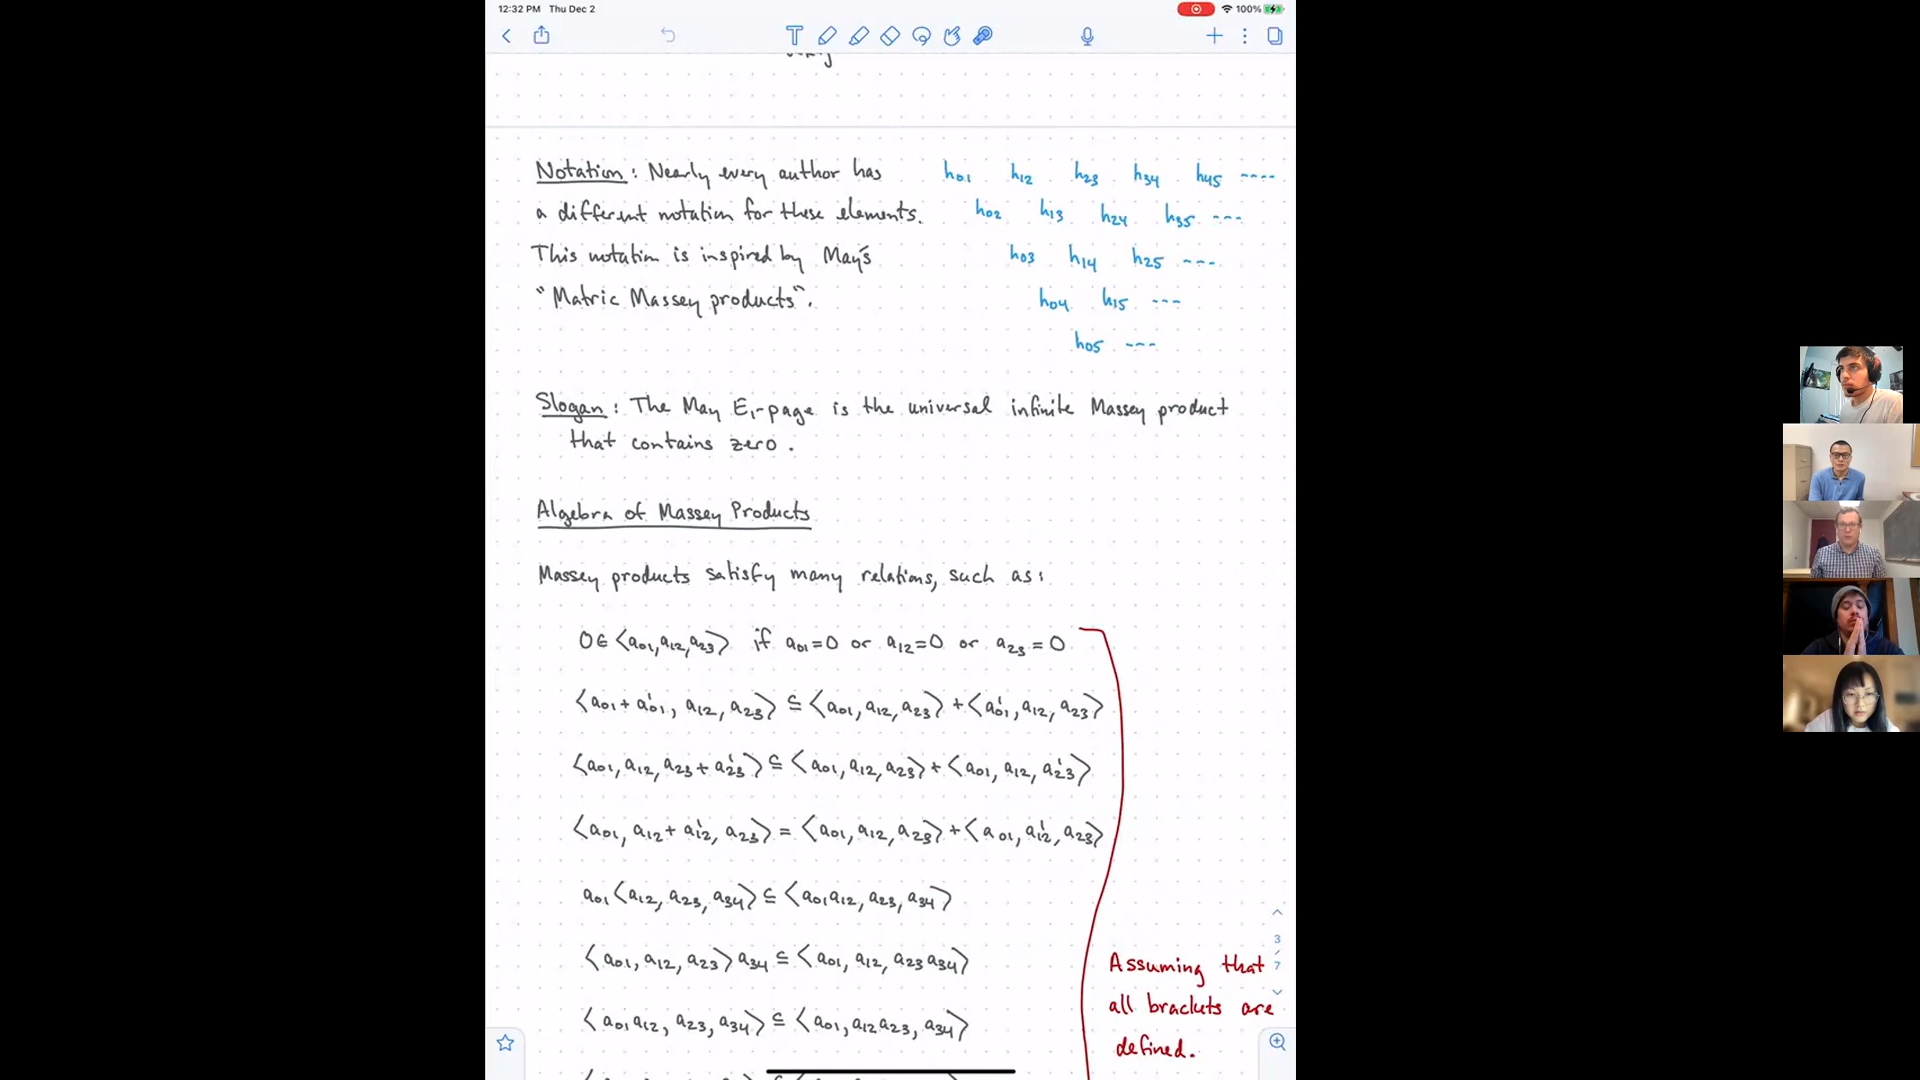 12:32 PM Thu Dec 2
100%
Notation: Nearly every author has
a different notation for these elements.
This notation is inspired by May's
"Matric Massey products".
h01 h12 h23 h34 h45 ----
h02 h13 h24 h35 ---
h03 h14 h25 ---
h04 h15 ---
h05 ---
Slogan: The May E1-page is the universal infinite Massey product
that contains zero.
Algebra of Massey Products
Massey products satisfy many relations, such as:
0 ∈ ⟨a01, a12, a23⟩ if a01=0 or a12=0 or a23=0
⟨a01 + a'01, a12, a23⟩ ⊆ ⟨a01, a12, a23⟩ + ⟨a'01, a12, a23⟩
⟨a01, a12, a23 + a'23⟩ ⊆ ⟨a01, a12, a23⟩ + ⟨a01, a12, a'23⟩
⟨a01, a12 + a'12, a23⟩ = ⟨a01, a12, a23⟩ + ⟨a01, a'12, a23⟩
a01⟨a12, a23, a34⟩ ⊆ ⟨a01a12, a23, a34⟩
⟨a01, a12, a23⟩a34 ⊆ ⟨a01, a12, a23a34⟩
⟨a01a12, a23, a34⟩ ⊆ ⟨a01, a12a23, a34⟩
Assuming that
all brackets are
defined.
3
/
7